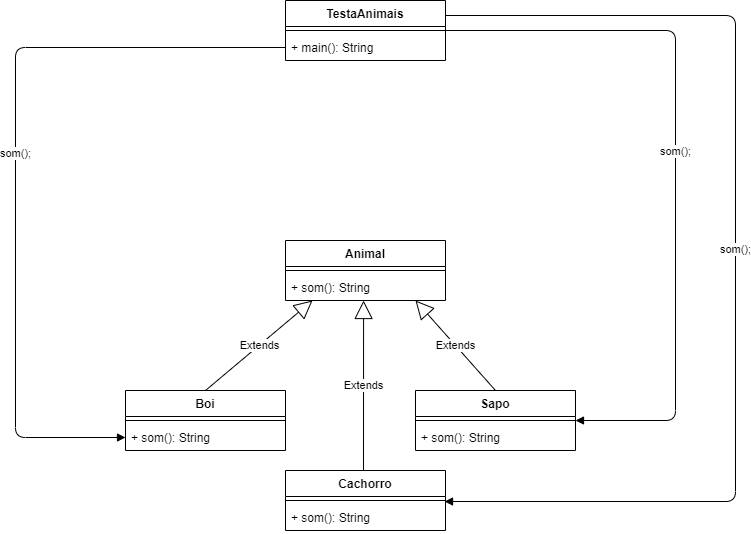 TestaAnimais
+ main(): String
som();
som();
som();
Animal
+ som(): String
Extends
Extends
Extends
Boi
+ som(): String
Sapo
+ som(): String
Cachorro
+ som(): String